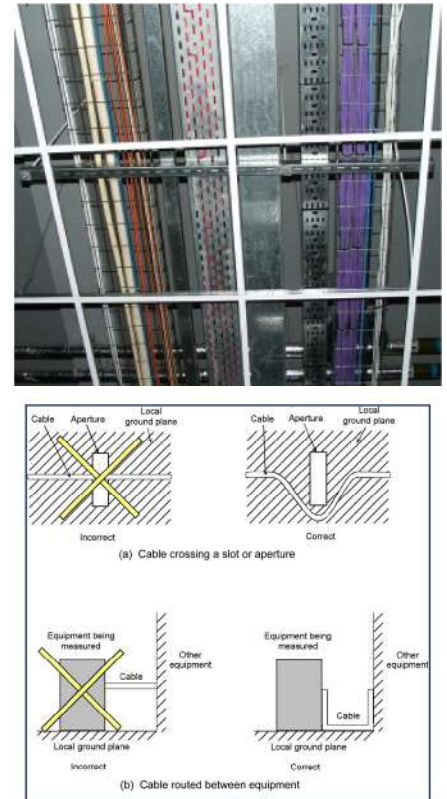 Cable Aperture Local
ground plane
Incorrect
Aperture Local
ground plane
Cable
Correct
(a) Cable crossing a slot or aperture
Equipment being
measured
Other
equipment
Cable
Local ground plane
Incorrect
Equipment being
measured
Other
equipment
Cable
Local ground plane
Correct
(b) Cable routed between equipment